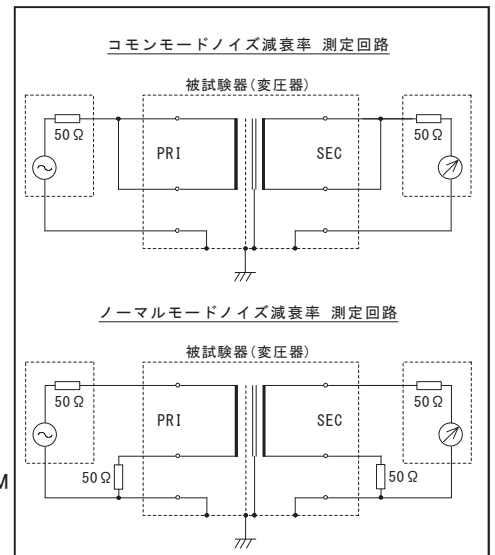 コモンモードノイズ減衰率 測定回路
被試験器(変圧器)
50Ω
PRI
SEC
50Ω
ノーマルモードノイズ減衰率 測定回路
被試験器(変圧器)
50Ω
PRI
SEC
50Ω
50Ω
50Ω
M